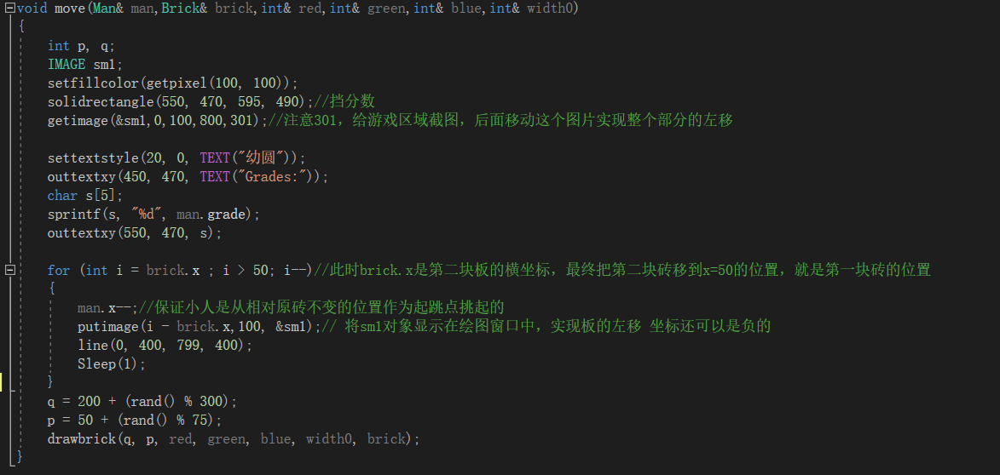 void move(Man& man,Brick& brick,int& red,int& green,int& blue,int& width0)
{
    int p, q;
    IMAGE sm1;
    setfillcolor(getpixel(100, 100));
    solidrectangle(550, 470, 595, 490);//挡分数
    getimage(&sm1,0,100,800,301);//注意301，给游戏区域截图，后面移动这个图片实现整个部分的左移
    settextstyle(20, 0, TEXT("幼圆"));
    outtextxy(450, 470, TEXT("Grades:"));
    char s[5];
    sprintf(s, "%d", man.grade);
    outtextxy(550, 470, s);
    for (int i = brick.x ; i > 50; i--)//此时brick.x是第二块板的横坐标，最终把第二块砖移到x=50的位置，就是第一块砖的位置
    {
        man.x--;//保证小人是从相对原砖不变的位置作为起跳点挑起的
        putimage(i - brick.x,100, &sm1);// 将sm1对象显示在绘图窗口中，实现板的左移 坐标还可以是负的
        line(0, 400, 799, 400);
        Sleep(1);
    }
    q = 200 + (rand() % 300);
    p = 50 + (rand() % 75);
    drawbrick(q, p, red, green, blue, width0, brick);
}